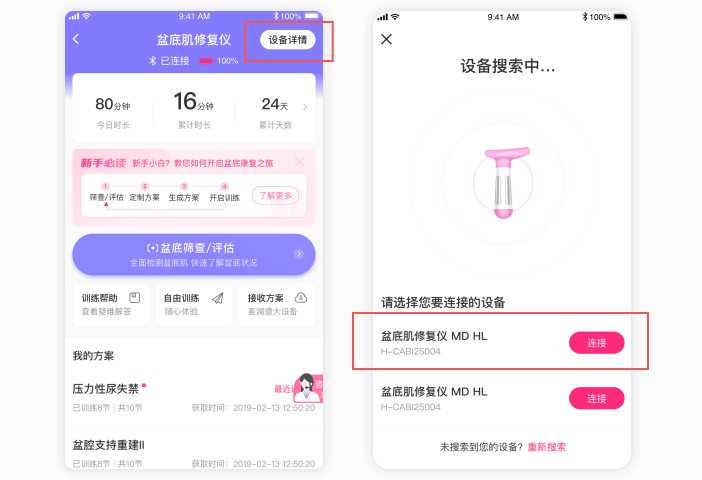 9:41 AM
100%
盆底肌修复仪
设备详情
已连接
100%
80分钟
16分钟
24天
今日时长
累计时长
累计天数
新手必读
新手小白？教您如何开启盆底康复之旅
1
2
3
4
筛查/评估
定制方案
生成方案
开启训练
了解更多
盆底筛查/评估
全面检测盆底肌 快速了解盆底状况
训练帮助
查看疑难解答
自由训练
随心体验
接收方案
麦澜德大设备
我的方案
压力性尿失禁
最近
咨
已训练8节 | 共10节
获取时间：2019-02-13 12:50:20
盆腔支持重建II
已训练8节 | 共10节
获取时间：2019-02-13 12:50:20
9:41 AM
100%
设备搜索中...
请选择您要连接的设备
盆底肌修复仪 MD HL
H-CABI25004
连接
盆底肌修复仪 MD HL
H-CABI25004
连接
未搜索到您的设备？ 重新搜索